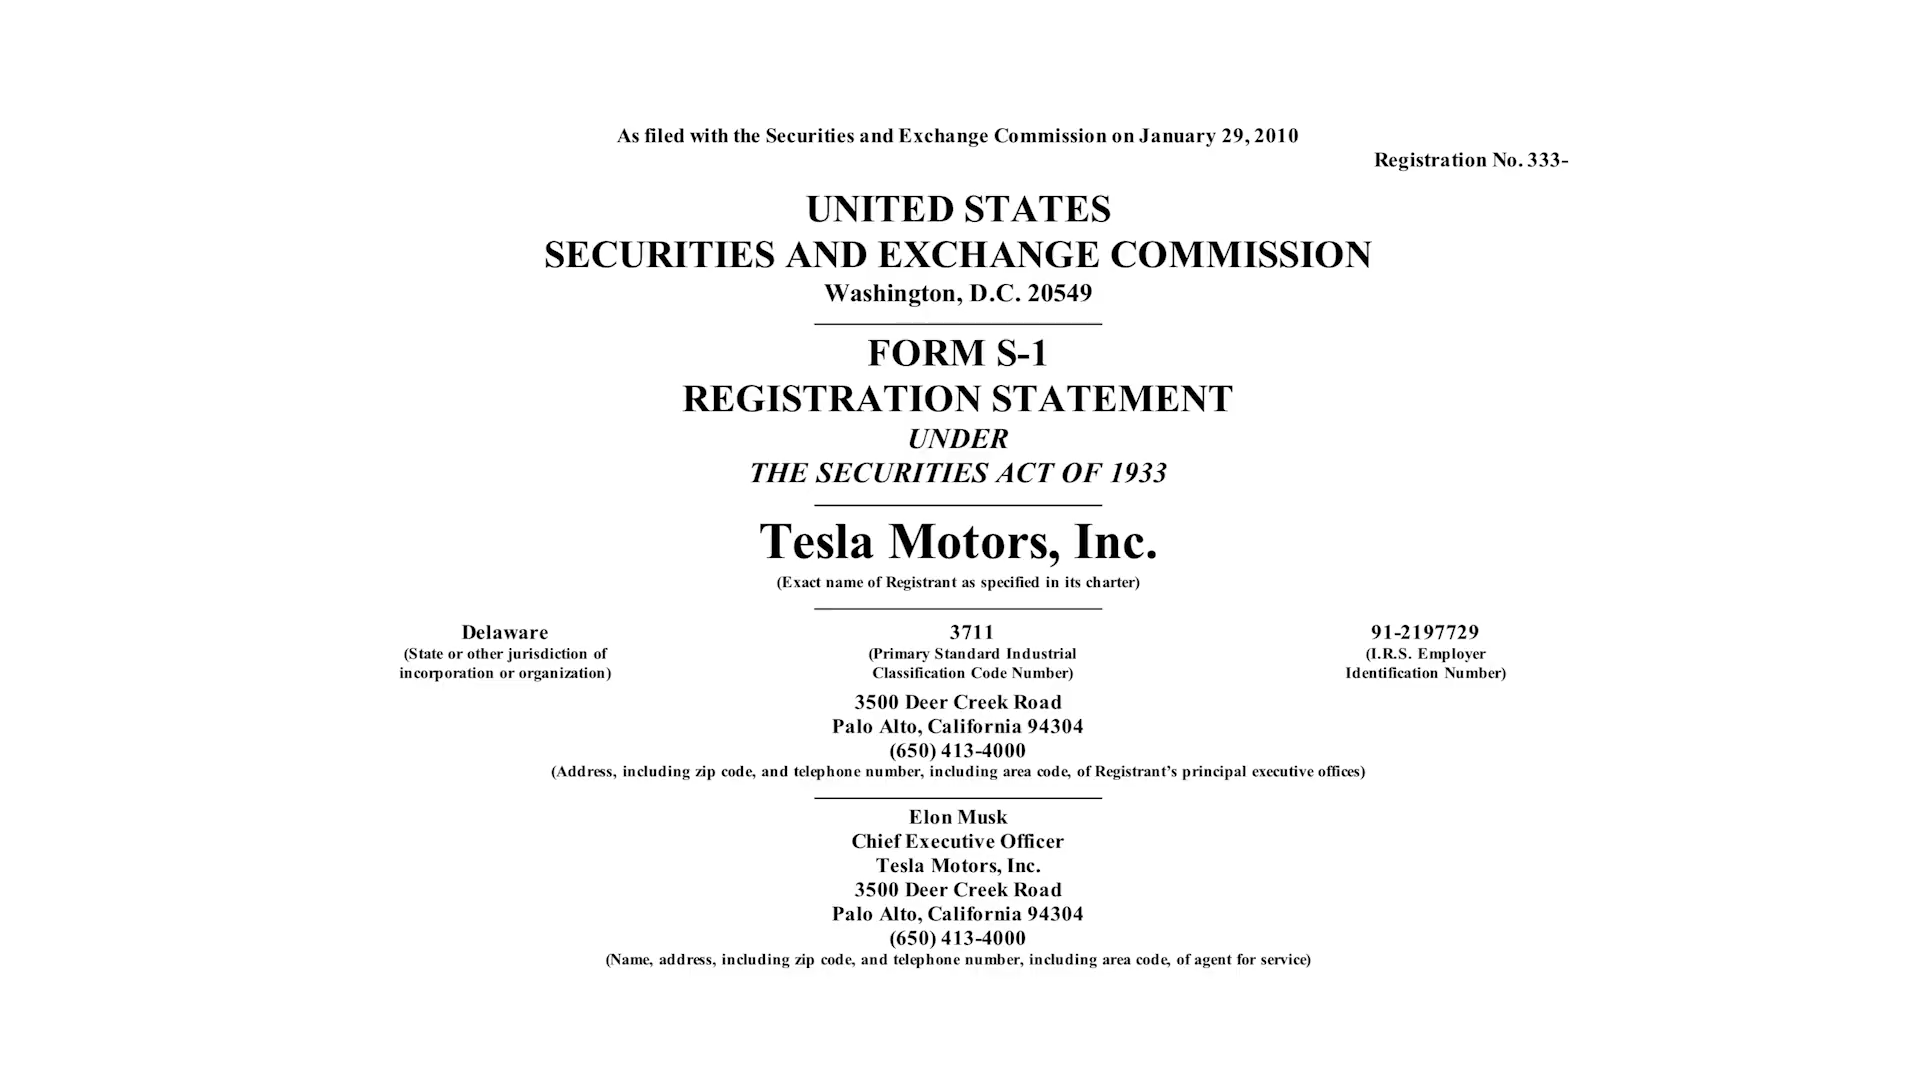 As filed with the Securities and Exchange Commission on January 29, 2010
Registration No. 333-
UNITED STATES
SECURITIES AND EXCHANGE COMMISSION
Washington, D.C. 20549
FORM S-1
REGISTRATION STATEMENT
UNDER
THE SECURITIES ACT OF 1933
Tesla Motors, Inc.
(Exact name of Registrant as specified in its charter)
Delaware 3711 91-2197729
(State or other jurisdiction of (Primary Standard Industrial (I.R.S. Employer
incorporation or organization) Classification Code Number) Identification Number)
3500 Deer Creek Road
Palo Alto, California 94304
(650) 413-4000
(Address, including zip code, and telephone number, including area code, of Registrant’s principal executive offices)
Elon Musk
Chief Executive Officer
Tesla Motors, Inc.
3500 Deer Creek Road
Palo Alto, California 94304
(650) 413-4000
(Name, address, including zip code, and telephone number, including area code, of agent for service)